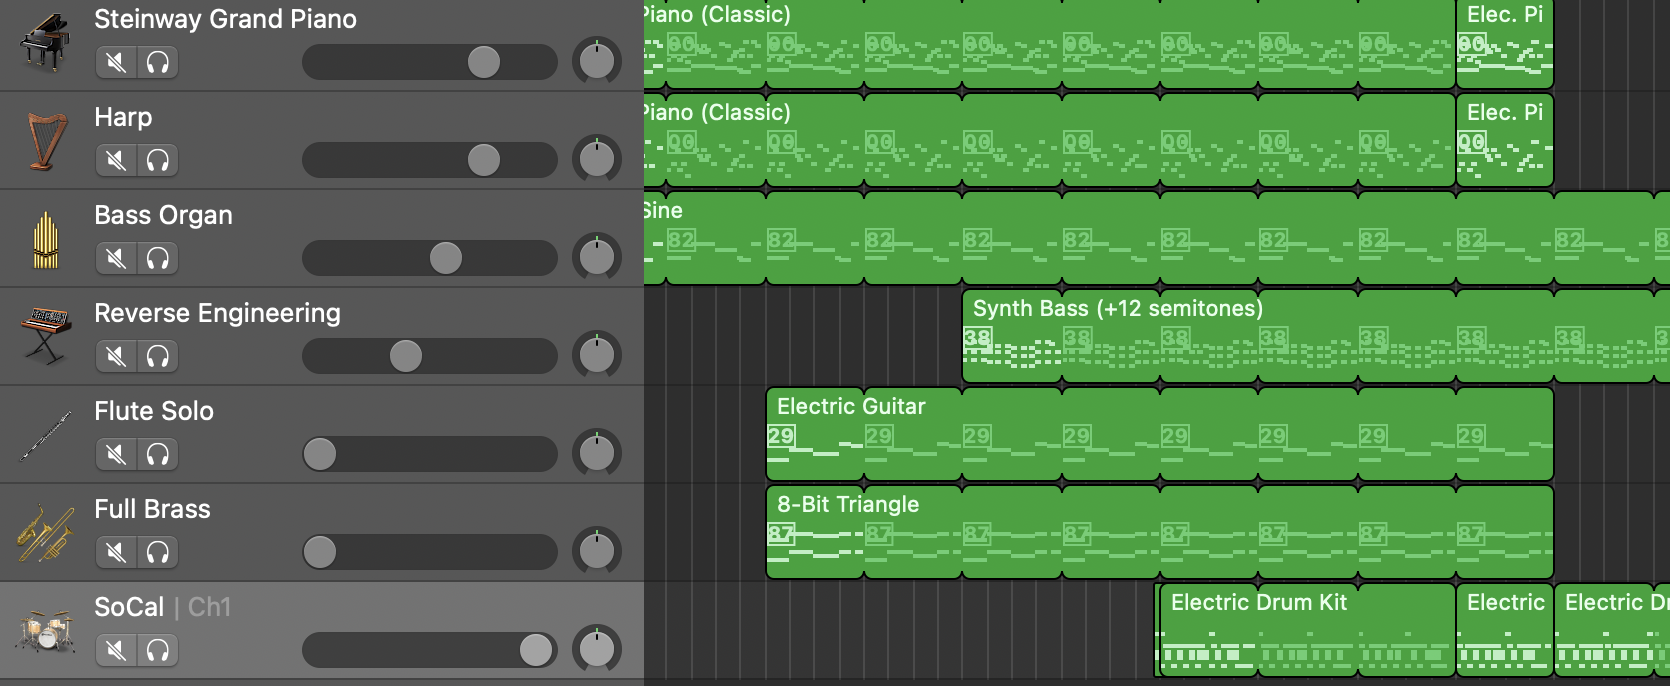 Steinway Grand Piano
Piano (Classic)
Elec. Pi
00 00 00 00 00 00 00 00 00
Harp
Piano (Classic)
Elec. Pi
00 00 00 00 00 00 00 00 00
Bass Organ
Sine
82 82 82 82 82 82 82 82 82 82 8
Reverse Engineering
Synth Bass (+12 semitones)
38 38 38 38 38 38 38 3
Flute Solo
Electric Guitar
29 29 29 29 29 29 29 29
Full Brass
8-Bit Triangle
87 87 87 87 87 87 87 87
SoCal | Ch1
Electric Drum Kit
Electric
Electric Dr